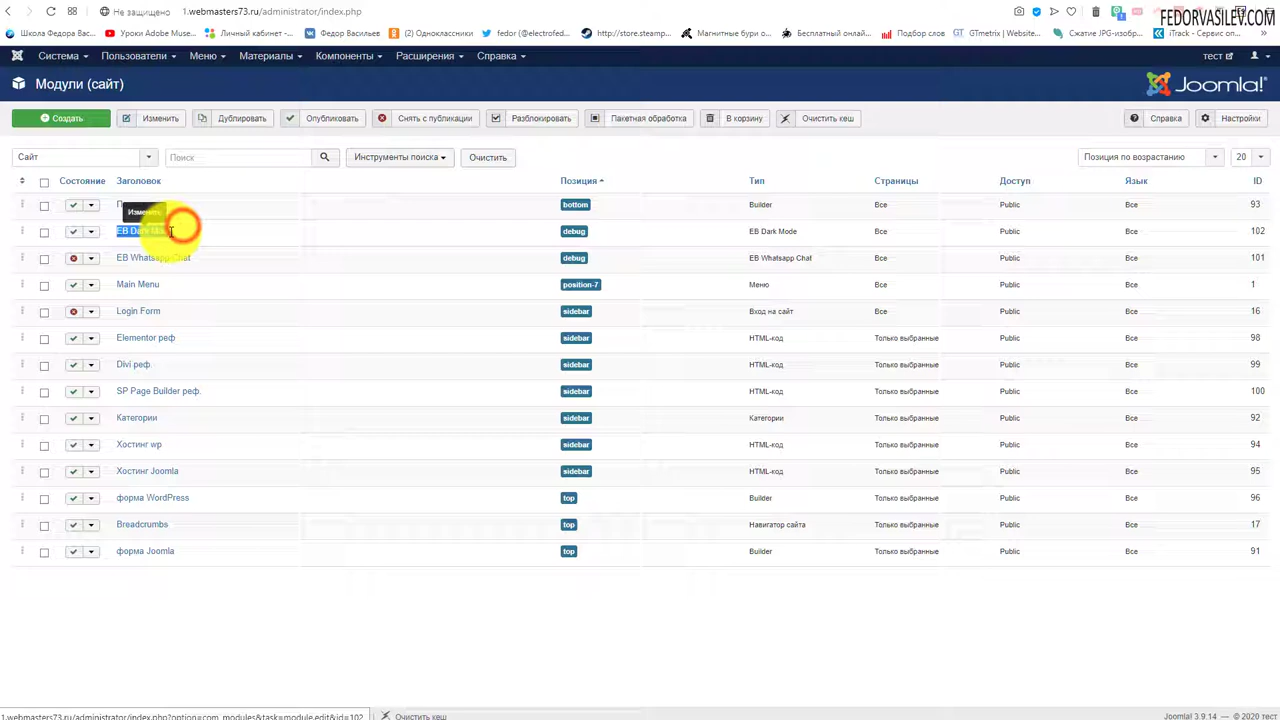 Не защищено 1.webmasters73.ru/administrator/index.php
FEDORVASILEV.COM
Школа Федора Вас... Уроки Adobe Muse... Личный кабинет - ... Федор Васильев (2) Одноклассники fedor (@electrofed... http://store.steamp... Магнитные буры о... Бесплатный онлай... Подбор слов GTmetrix | Website... Сжатие JPG-изобр... iTrack - Сервис оп...
Система Пользователи Меню Материалы Компоненты Расширения Справка тест
Модули (сайт) Joomla!
Создать Изменить Дублировать Опубликовать Снять с публикации Разблокировать Пакетная обработка В корзину Очистить кеш Справка Настройки
Сайт Поиск Инструменты поиска Очистить Позиция по возрастанию 20
Состояние Заголовок Позиция Тип Страницы Доступ Язык ID
bottom Builder Все Public Все 93
Изменить
EB Dark debug EB Dark Mode Все Public Все 102
EB Whatsapp Chat debug EB Whatsapp Chat Все Public Все 101
Main Menu position-7 Меню Все Public Все 1
Login Form sidebar Вход на сайт Все Public Все 16
Elementor реф sidebar HTML-код Только выбранные Public Все 98
Divi реф. sidebar HTML-код Только выбранные Public Все 99
SP Page Builder реф. sidebar HTML-код Только выбранные Public Все 100
Категории sidebar Категории Только выбранные Public Все 92
Хостинг wp sidebar HTML-код Только выбранные Public Все 94
Хостинг Joomla sidebar HTML-код Только выбранные Public Все 95
форма WordPress top Builder Только выбранные Public Все 96
Breadcrumbs top Навигатор сайта Только выбранные Public Все 17
форма Joomla top Builder Только выбранные Public Все 91
1.webmasters73.ru/administrator/index.php?option=com_modules&task=module.edit&id=102 Очистить кеш Joomla! 3.9.14 — © 2020 тест